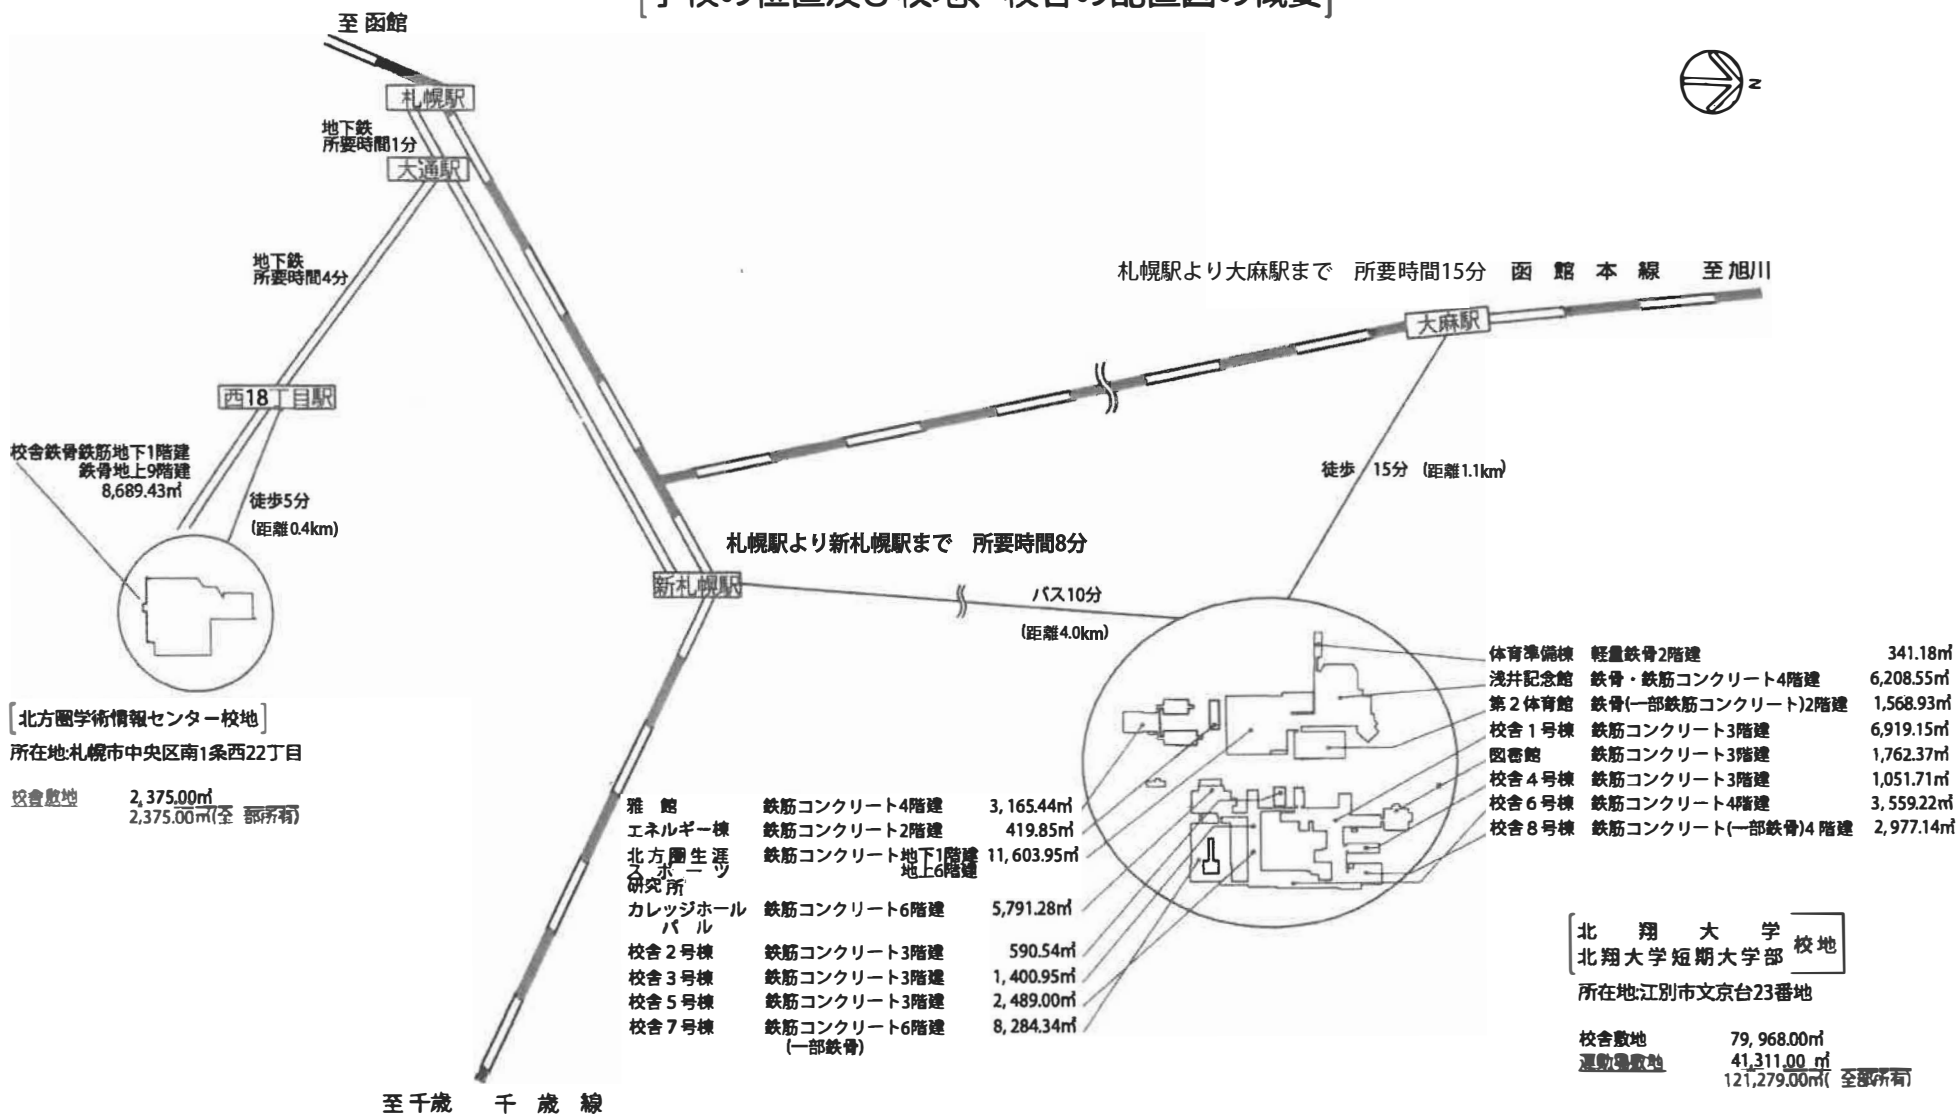 [学校の位置及び校地、校舎の配置図の概要]
至 函館
札幌駅
N
地下鉄
所要時間1分
大通駅
地下鉄
所要時間4分
札幌駅より大麻駅まで 所要時間15分 函 館 本 線 至 旭川
大麻駅
西18丁目駅
校舎鉄骨鉄筋地下1階建
鉄骨地上9階建
8,689.43㎡
徒歩5分
(距離0.4km)
徒歩 15分 (距離1.1km)
札幌駅より新札幌駅まで 所要時間8分
新札幌駅
バス10分
(距離4.0km)
[北方圏学術情報センター校地]
所在地:札幌市中央区南1条西22丁目
校舎敷地 2,375.00㎡
2,375.00㎡(全 部所有)
体育準備棟 軽量鉄骨2階建 341.18㎡
浅井記念館 鉄骨・鉄筋コンクリート4階建 6,208.55㎡
第2体育館 鉄骨(一部鉄筋コンクリート)2階建 1,568.93㎡
校舎1号棟 鉄筋コンクリート3階建 6,919.15㎡
図書館 鉄筋コンクリート3階建 1,762.37㎡
校舎4号棟 鉄筋コンクリート3階建 1,051.71㎡
校舎6号棟 鉄筋コンクリート4階建 3,559.22㎡
校舎8号棟 鉄筋コンクリート(一部鉄骨)4階建 2,977.14㎡
雅 館 鉄筋コンクリート4階建 3,165.44㎡
エネルギー棟 鉄筋コンクリート2階建 419.85㎡
北方圏生涯 鉄筋コンクリート地下1階建 11,603.95㎡
スポーツ 地上6階建
研究所
カレッジホール 鉄筋コンクリート6階建 5,791.28㎡
パ ル
校舎2号棟 鉄筋コンクリート3階建 590.54㎡
校舎3号棟 鉄筋コンクリート3階建 1,400.95㎡
校舎5号棟 鉄筋コンクリート3階建 2,489.00㎡
校舎7号棟 鉄筋コンクリート6階建 8,284.34㎡
(一部鉄骨)
北 翔 大 学
北翔大学短期大学部 校地
所在地:江別市文京台23番地
校舎敷地 79,968.00㎡
運動場敷地 41,311.00 ㎡
121,279.00㎡( 全部所有)
至 千歳 千 歳 線